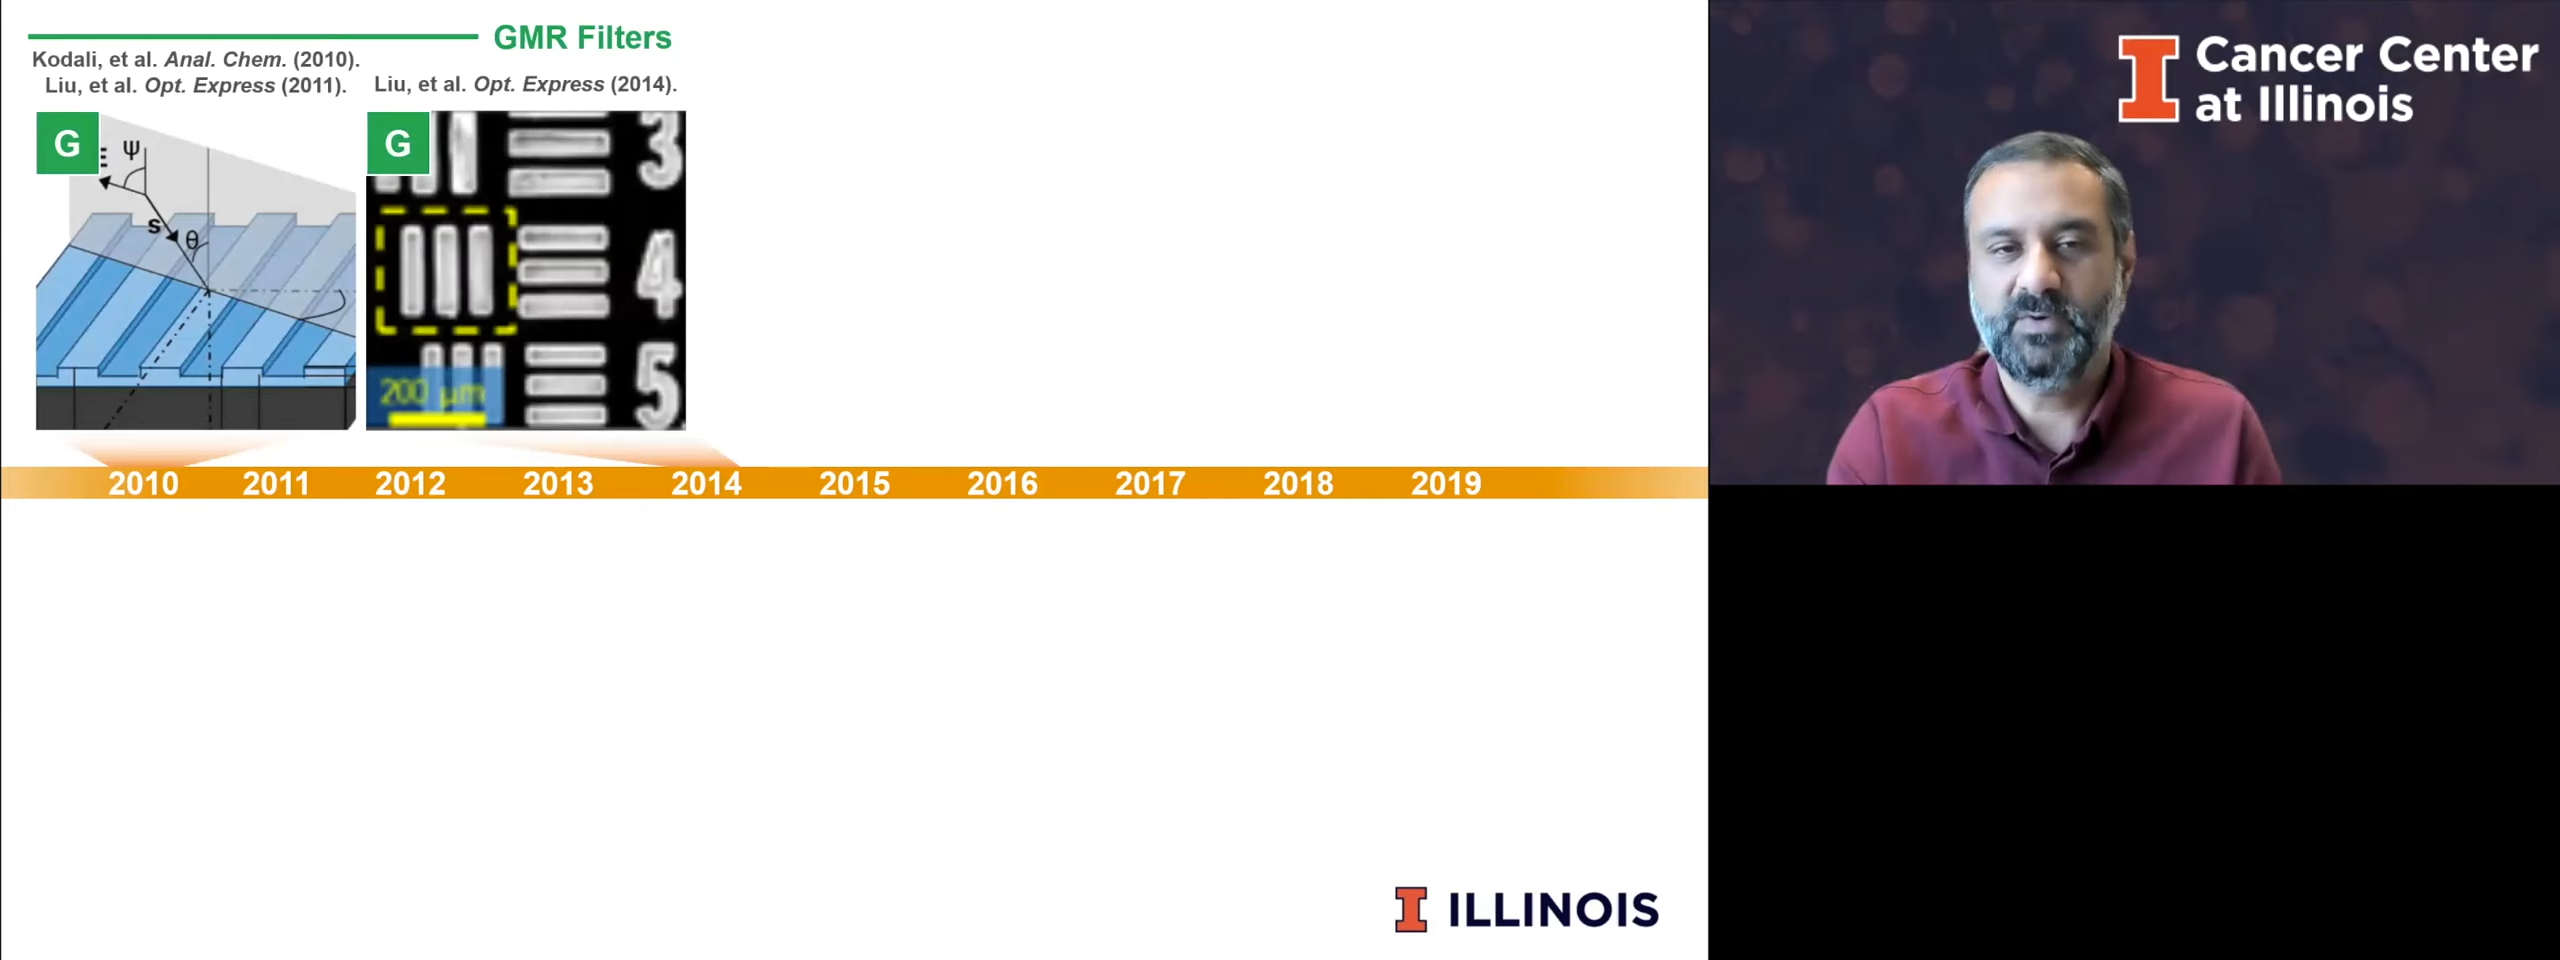 GMR Filters
Kodali, et al. Anal. Chem. (2010).
Liu, et al. Opt. Express (2011).
Liu, et al. Opt. Express (2014).
G
ψ
s
θ
G
3
4
5
200 μm
2010 2011 2012 2013 2014 2015 2016 2017 2018 2019
ILLINOIS
Cancer Center
at Illinois